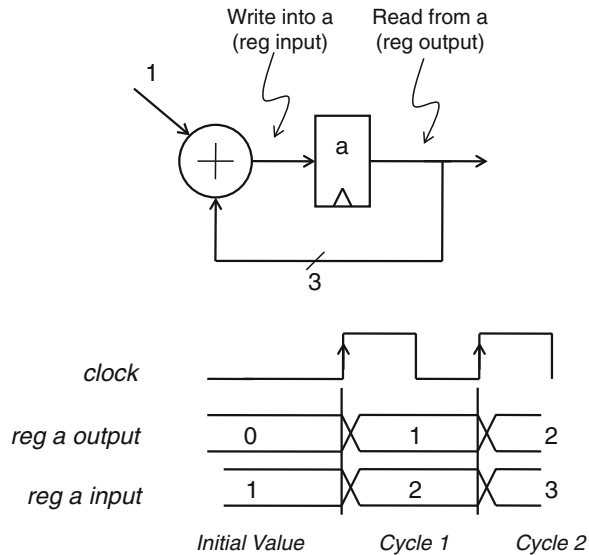 Write into a
(reg input)
Read from a
(reg output)
1
a
3
clock
reg a output
0
1
2
reg a input
1
2
3
Initial Value
Cycle 1
Cycle 2